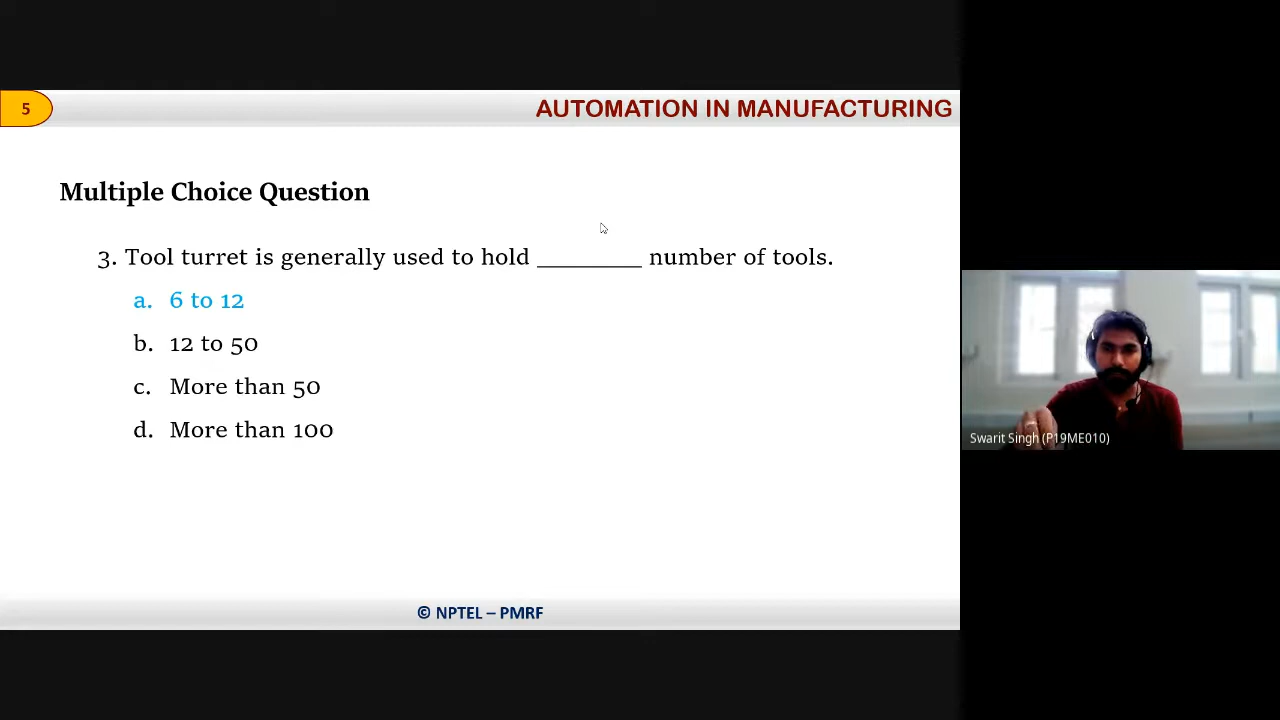 5
AUTOMATION IN MANUFACTURING
Multiple Choice Question
3. Tool turret is generally used to hold ________ number of tools.
a. 6 to 12
b. 12 to 50
c. More than 50
d. More than 100
Swarit Singh (P19ME010)
© NPTEL – PMRF